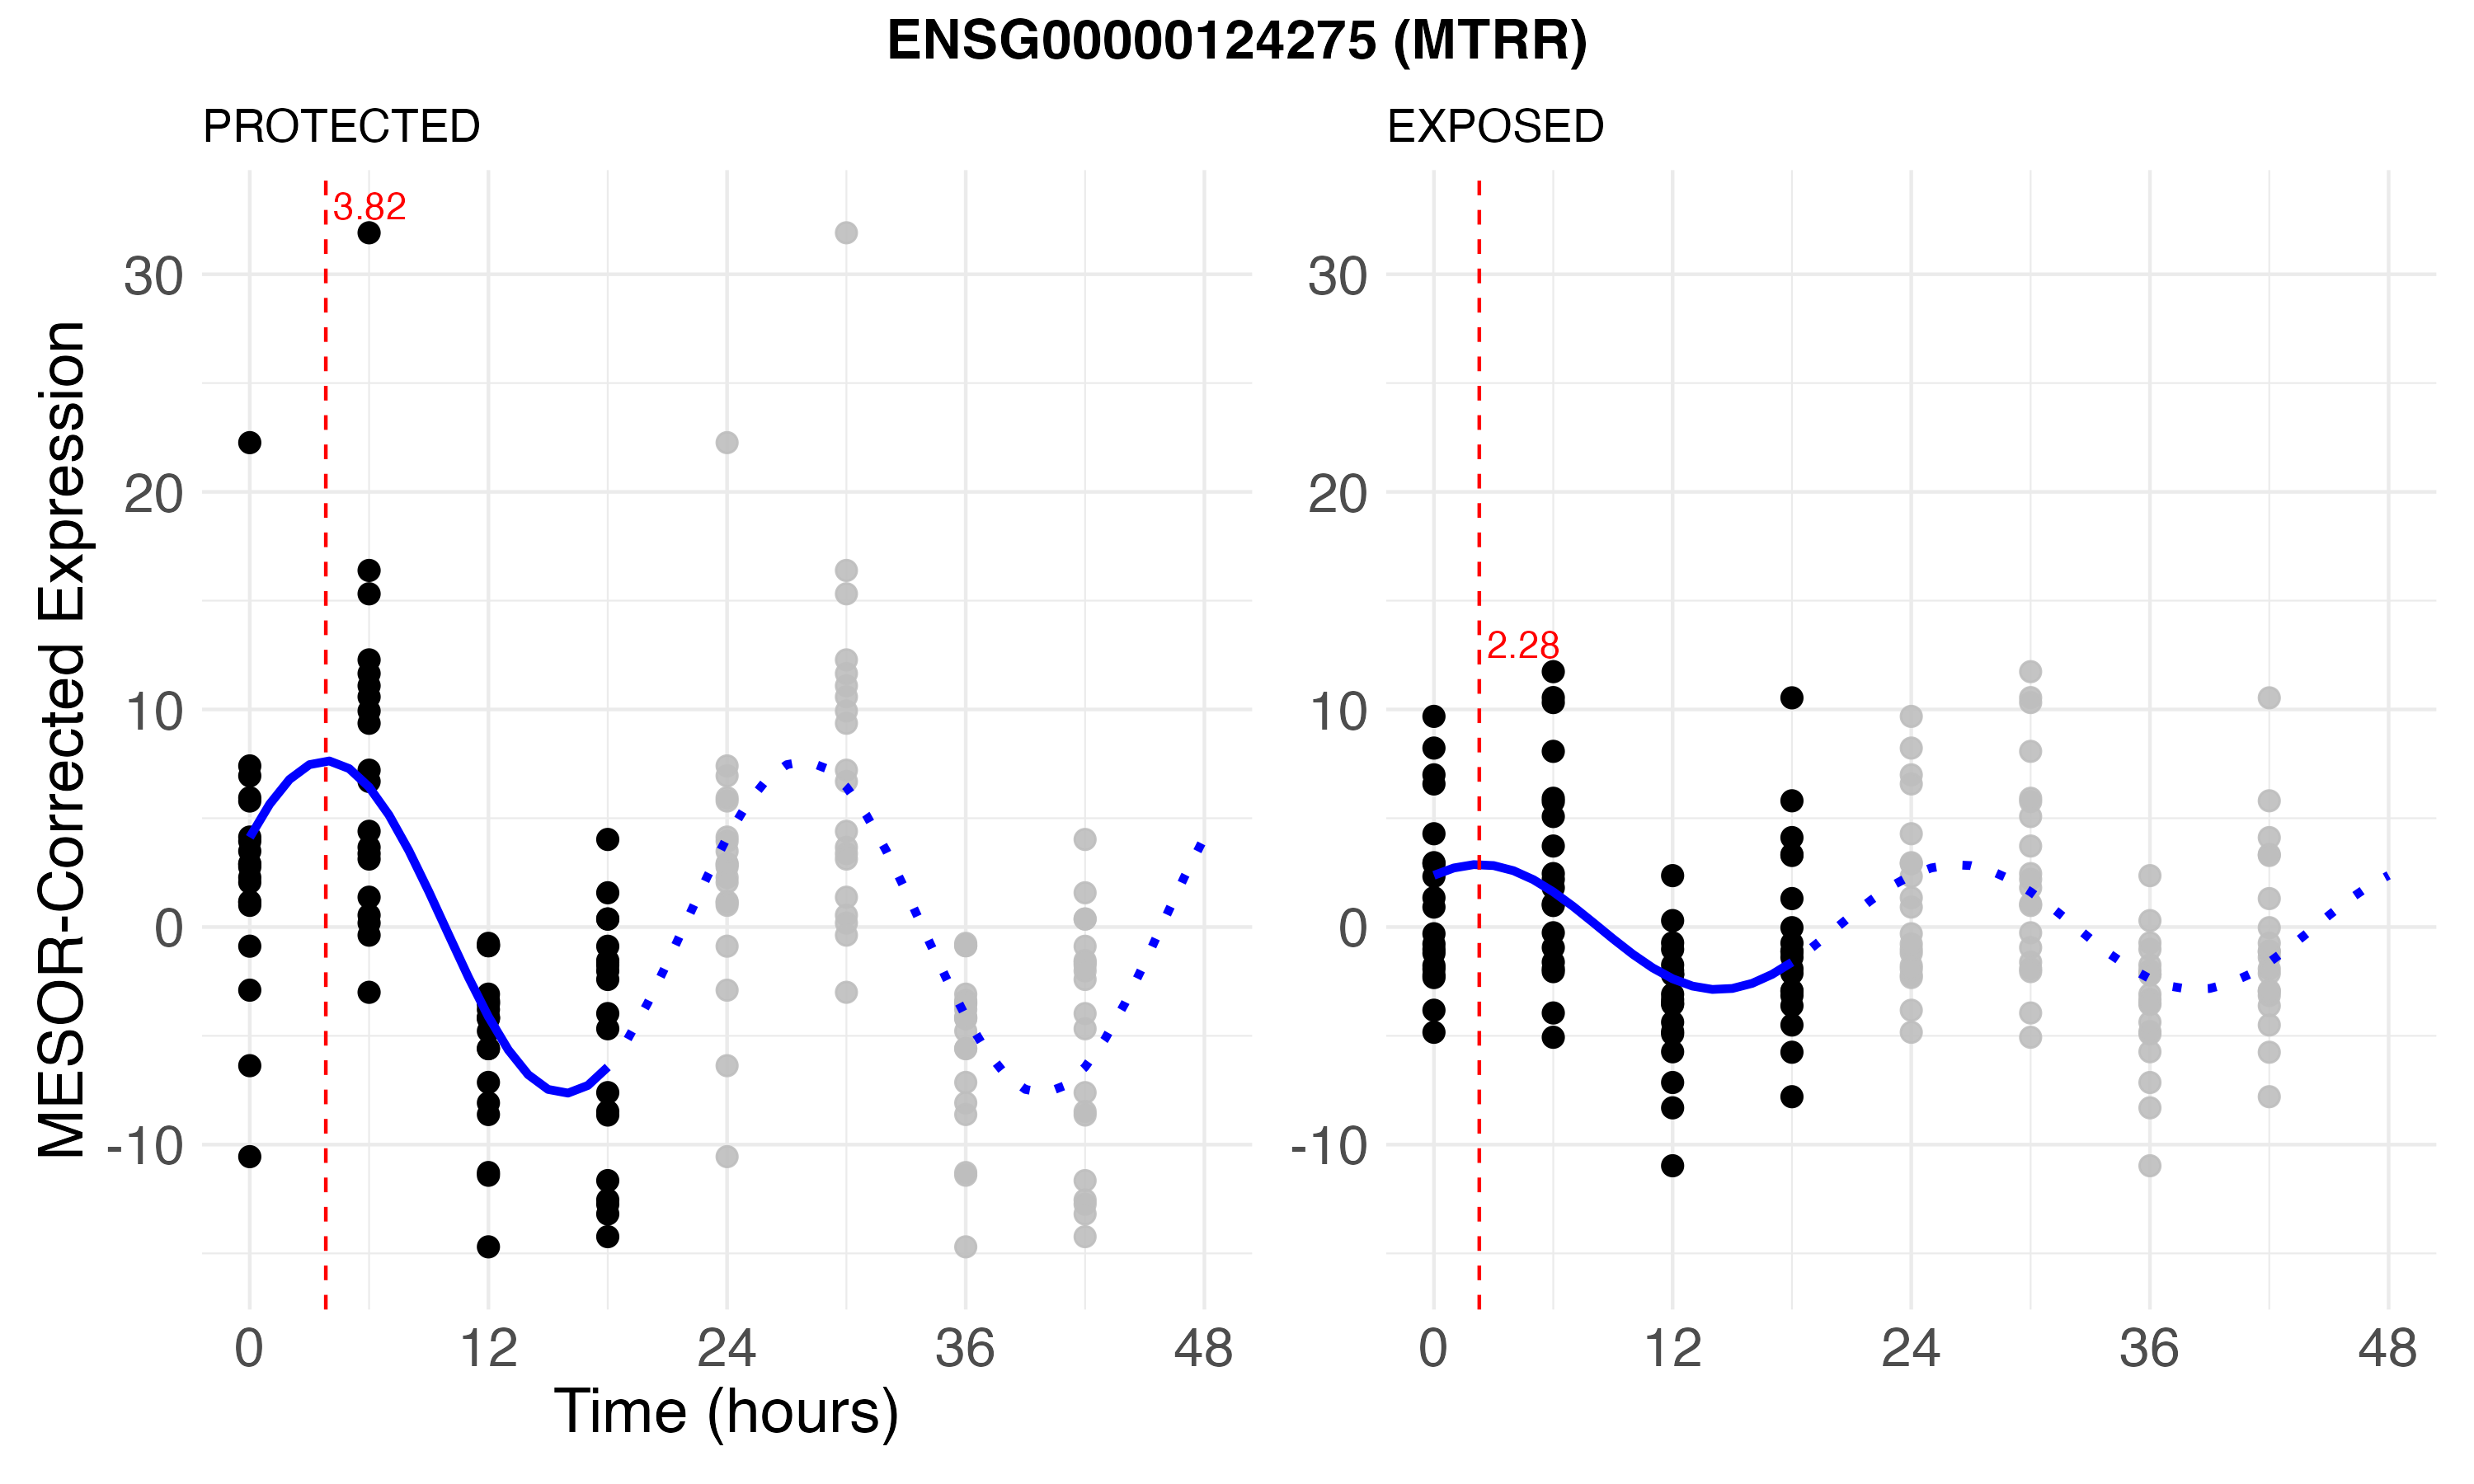 ENSG00000124275 (MTRR)
PROTECTED
EXPOSED
3.82
2.28
MESOR-Corrected Expression
30
20
10
0
-10
30
20
10
0
-10
0 12 24 36 48
0 12 24 36 48
Time (hours)